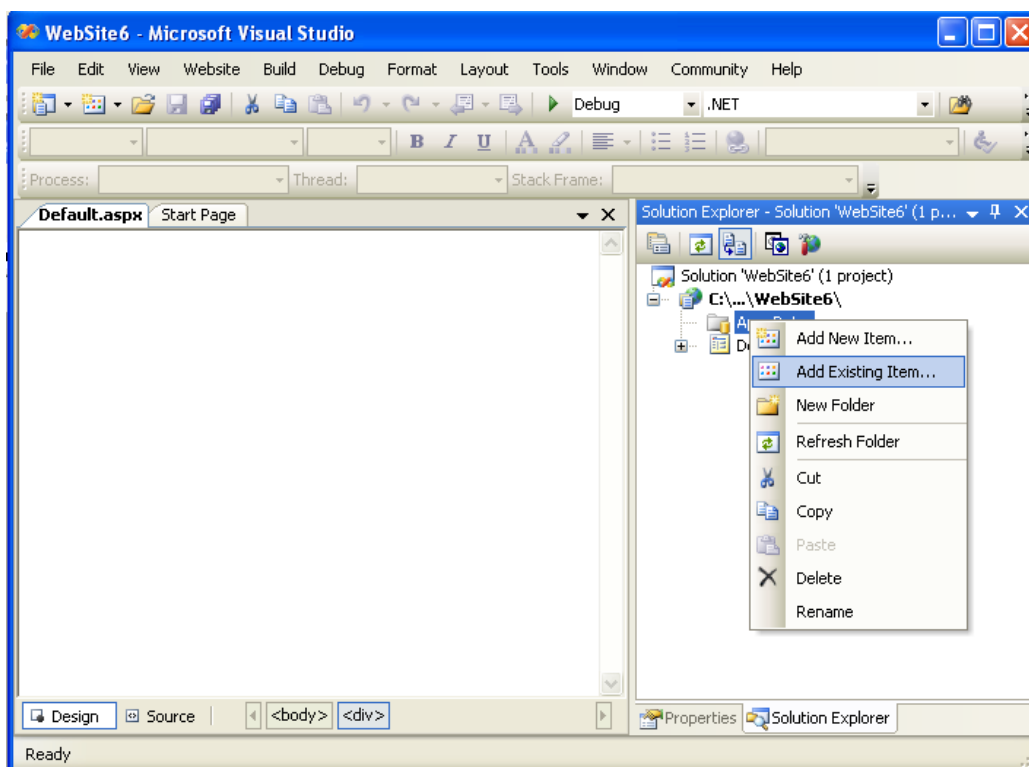 WebSite6 - Microsoft Visual Studio
File Edit View Website Build Debug Format Layout Tools Window Community Help
Debug .NET
B I U A
Process: Thread: Stack Frame:
Default.aspx Start Page
Solution Explorer - Solution 'WebSite6' (1 p...
Solution 'WebSite6' (1 project)
C:\...\WebSite6\
Add New Item...
Add Existing Item...
New Folder
Refresh Folder
Cut
Copy
Paste
Delete
Rename
Design Source <body> <div>
Properties Solution Explorer
Ready